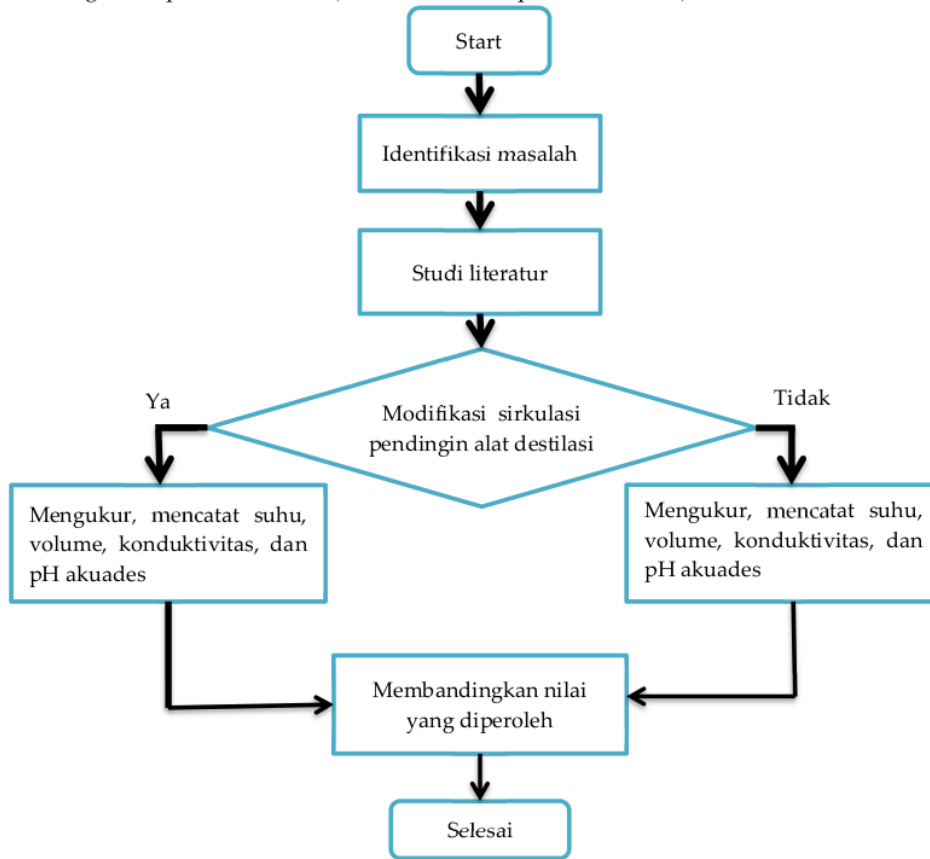 Start
Identifikasi masalah
Studi literatur
Modifikasi sirkulasi
pendingin alat destilasi
Ya
Tidak
Mengukur, mencatat suhu,
volume, konduktivitas, dan
pH akuades
Mengukur, mencatat suhu,
volume, konduktivitas, dan
pH akuades
Membandingkan nilai
yang diperoleh
Selesai